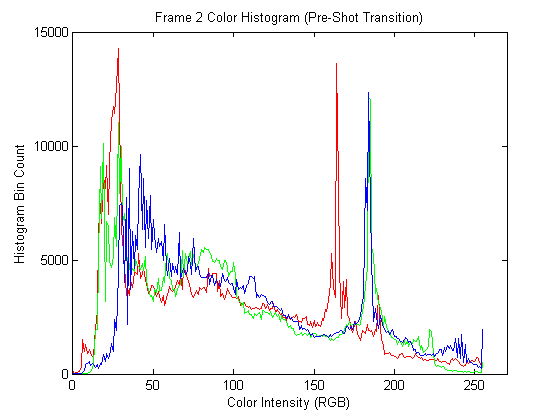 Frame 2 Color Histogram (Pre-Shot Transition)
15000
10000
5000
0
Histogram Bin Count
0 50 100 150 200 250
Color Intensity (RGB)